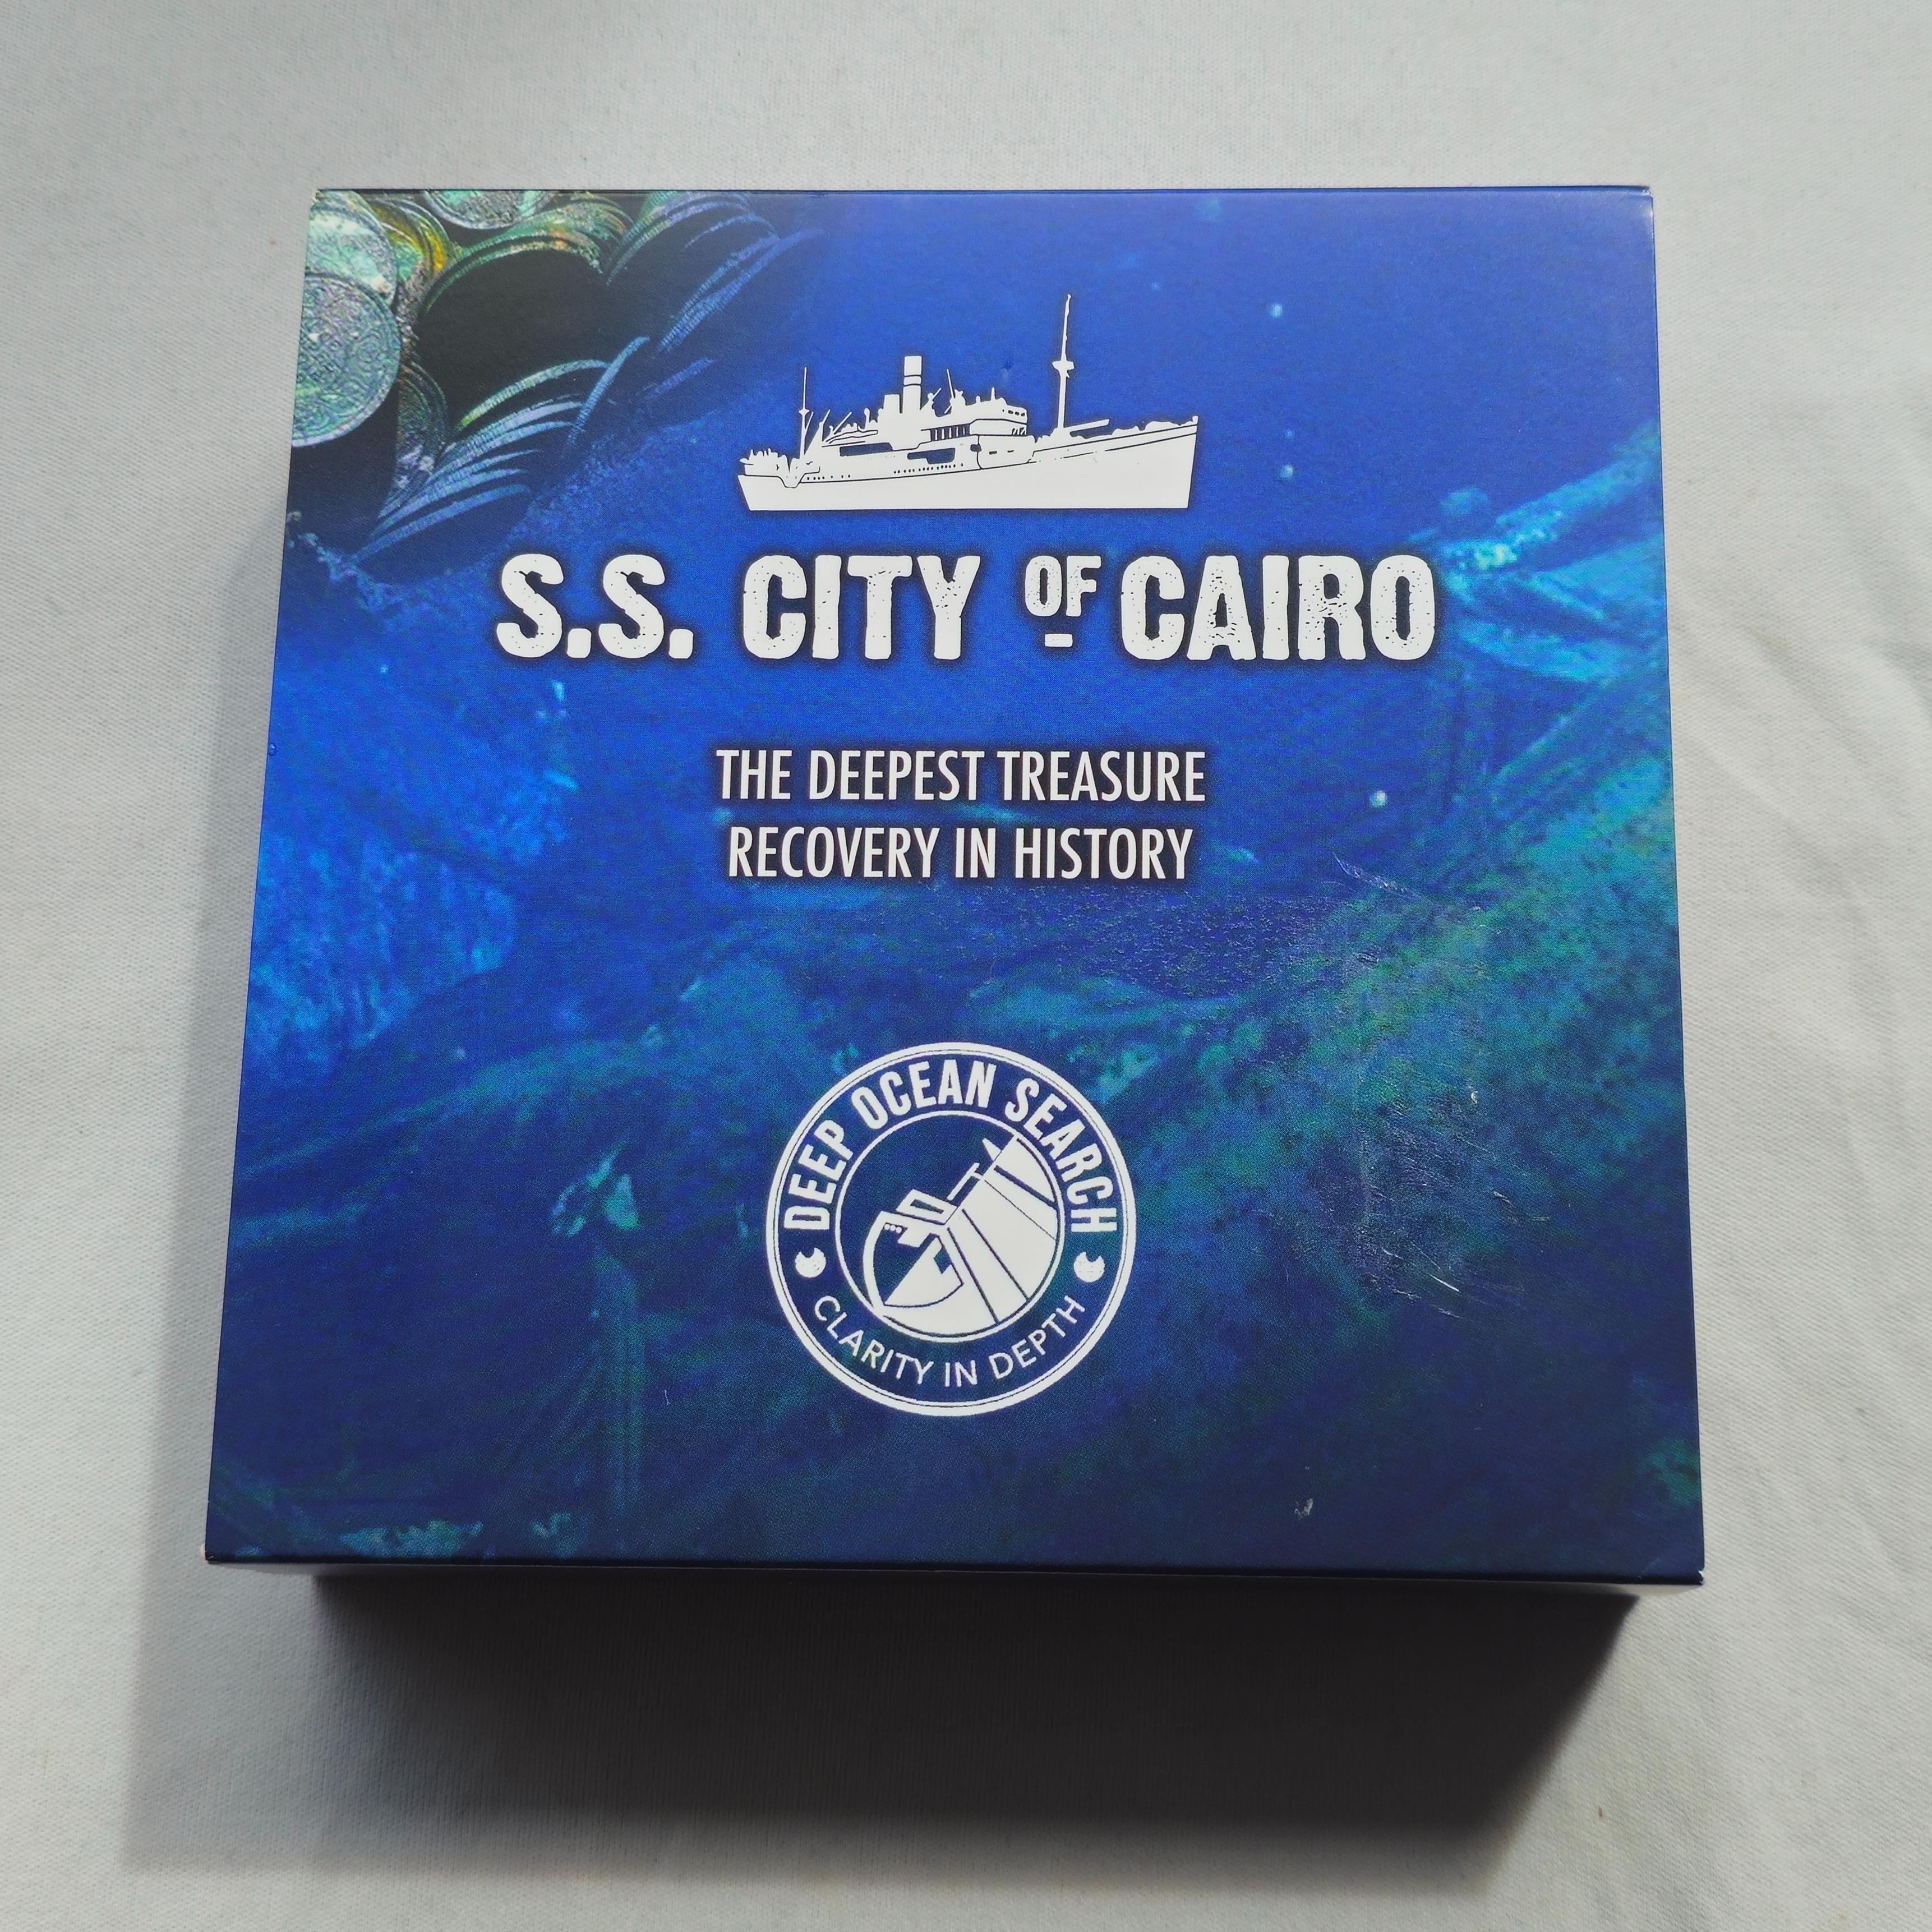 S.S. CITY OF CAIRO
THE DEEPEST TREASURE
RECOVERY IN HISTORY
DEEP OCEAN SEARCH
CLARITY IN DEPTH